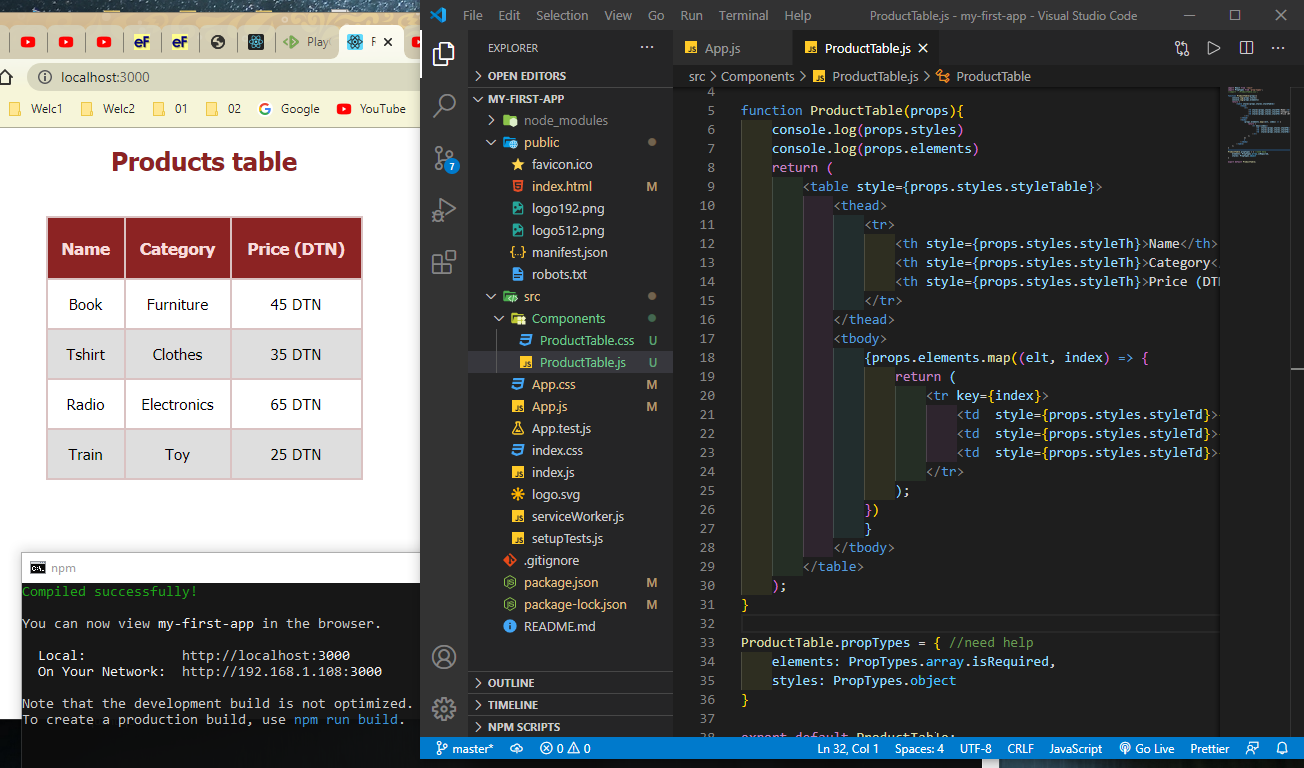 File Edit Selection View Go Run Terminal Help ProductTable.js - my-first-app - Visual Studio Code
eF
eF
Play
localhost:3000
Welc1 Welc2 01 02 Google YouTube
Products table
Name Category Price (DTN)
Book Furniture 45 DTN
Tshirt Clothes 35 DTN
Radio Electronics 65 DTN
Train Toy 25 DTN
npm
Compiled successfully!
You can now view my-first-app in the browser.
Local: http://localhost:3000
On Your Network: http://192.168.1.108:3000
Note that the development build is not optimized.
To create a production build, use npm run build.
EXPLORER
OPEN EDITORS
MY-FIRST-APP
node_modules
public
favicon.ico
index.html M
logo192.png
logo512.png
manifest.json
robots.txt
src
Components
ProductTable.css U
ProductTable.js U
App.css M
App.js M
App.test.js
index.css
index.js
logo.svg
serviceWorker.js
setupTests.js
.gitignore
package.json M
package-lock.json M
README.md
OUTLINE
TIMELINE
NPM SCRIPTS
7
App.js ProductTable.js
src > Components > ProductTable.js > ProductTable
4
5 function ProductTable(props){
6 console.log(props.styles)
7 console.log(props.elements)
8 return (
9 <table style={props.styles.styleTable}>
10 <thead>
11 <tr>
12 <th style={props.styles.styleTh}>Name</th>
13 <th style={props.styles.styleTh}>Category<
14 <th style={props.styles.styleTh}>Price (DT
15 </tr>
16 </thead>
17 <tbody>
18 {props.elements.map((elt, index) => {
19 return (
20 <tr key={index}>
21 <td  style={props.styles.styleTd}>
22 <td  style={props.styles.styleTd}>
23 <td  style={props.styles.styleTd}>
24 </tr>
25 );
26 })
27 }
28 </tbody>
29 </table>
30 );
31 }
32
33 ProductTable.propTypes = { //need help
34 elements: PropTypes.array.isRequired,
35 styles: PropTypes.object
36 }
37
38 export default ProductTable;
master* 0 0 Ln 32, Col 1 Spaces: 4 UTF-8 CRLF JavaScript Go Live Prettier